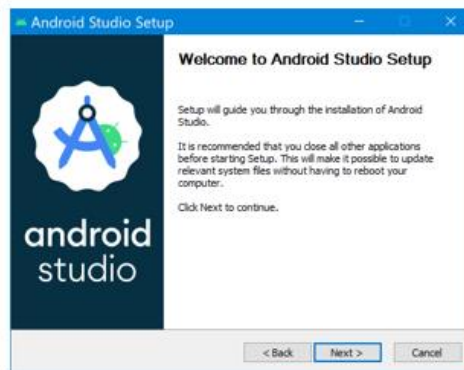 Android Studio Setup
Welcome to Android Studio Setup
Setup will guide you through the installation of Android
Studio.
It is recommended that you close all other applications
before starting Setup. This will make it possible to update
relevant system files without having to reboot your
computer.
Click Next to continue.
android
studio
< Back Next > Cancel